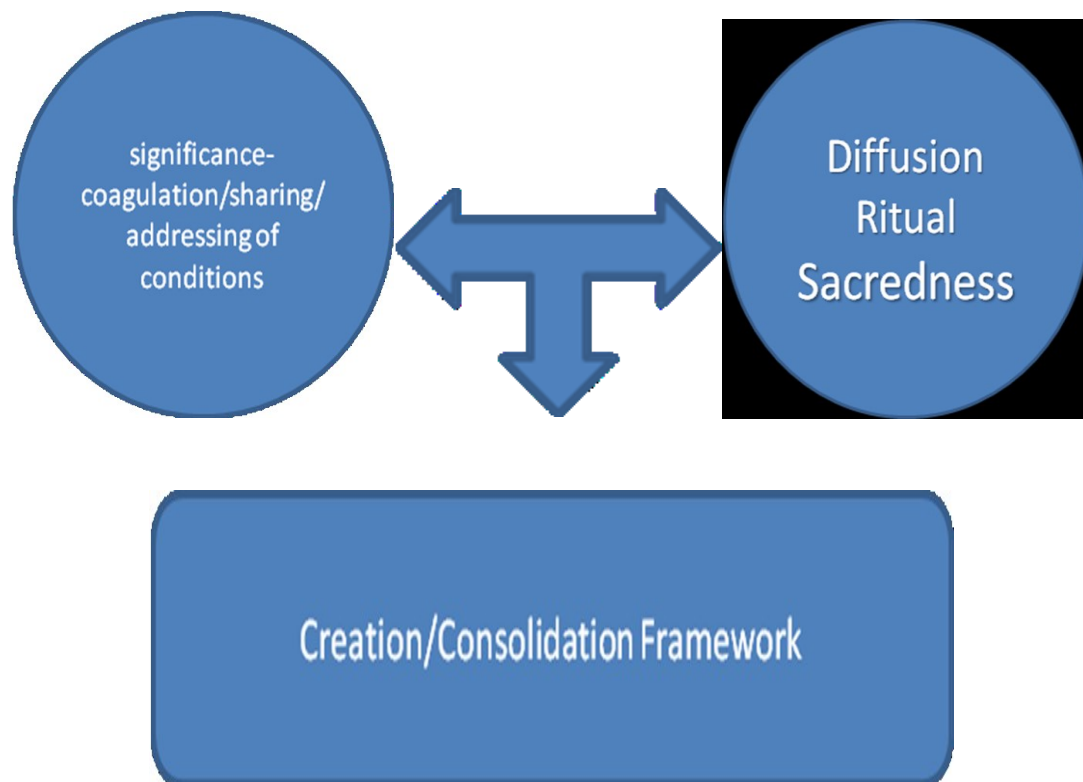 significance-
coagulation/sharing/
addressing of
conditions
Diffusion
Ritual
Sacredness
Creation/Consolidation Framework